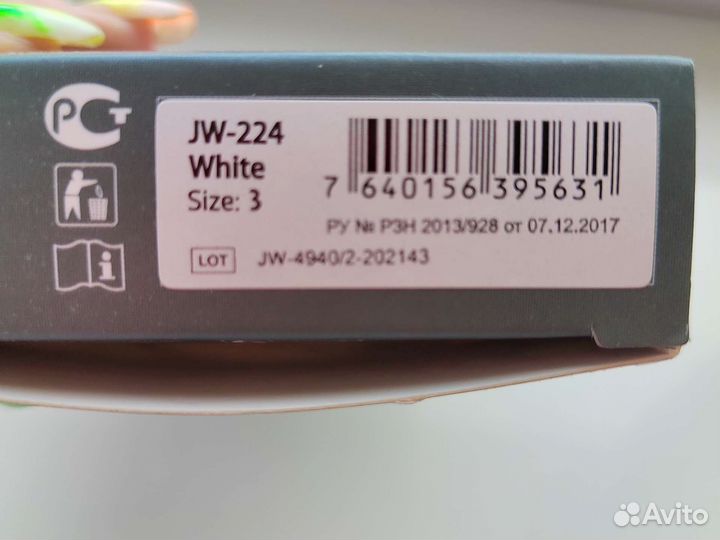 РСТ
JW-224
White
Size: 3
7 640156 395631
РУ № РЗН 2013/928 от 07.12.2017
LOT JW-4940/2-202143
i
Avito